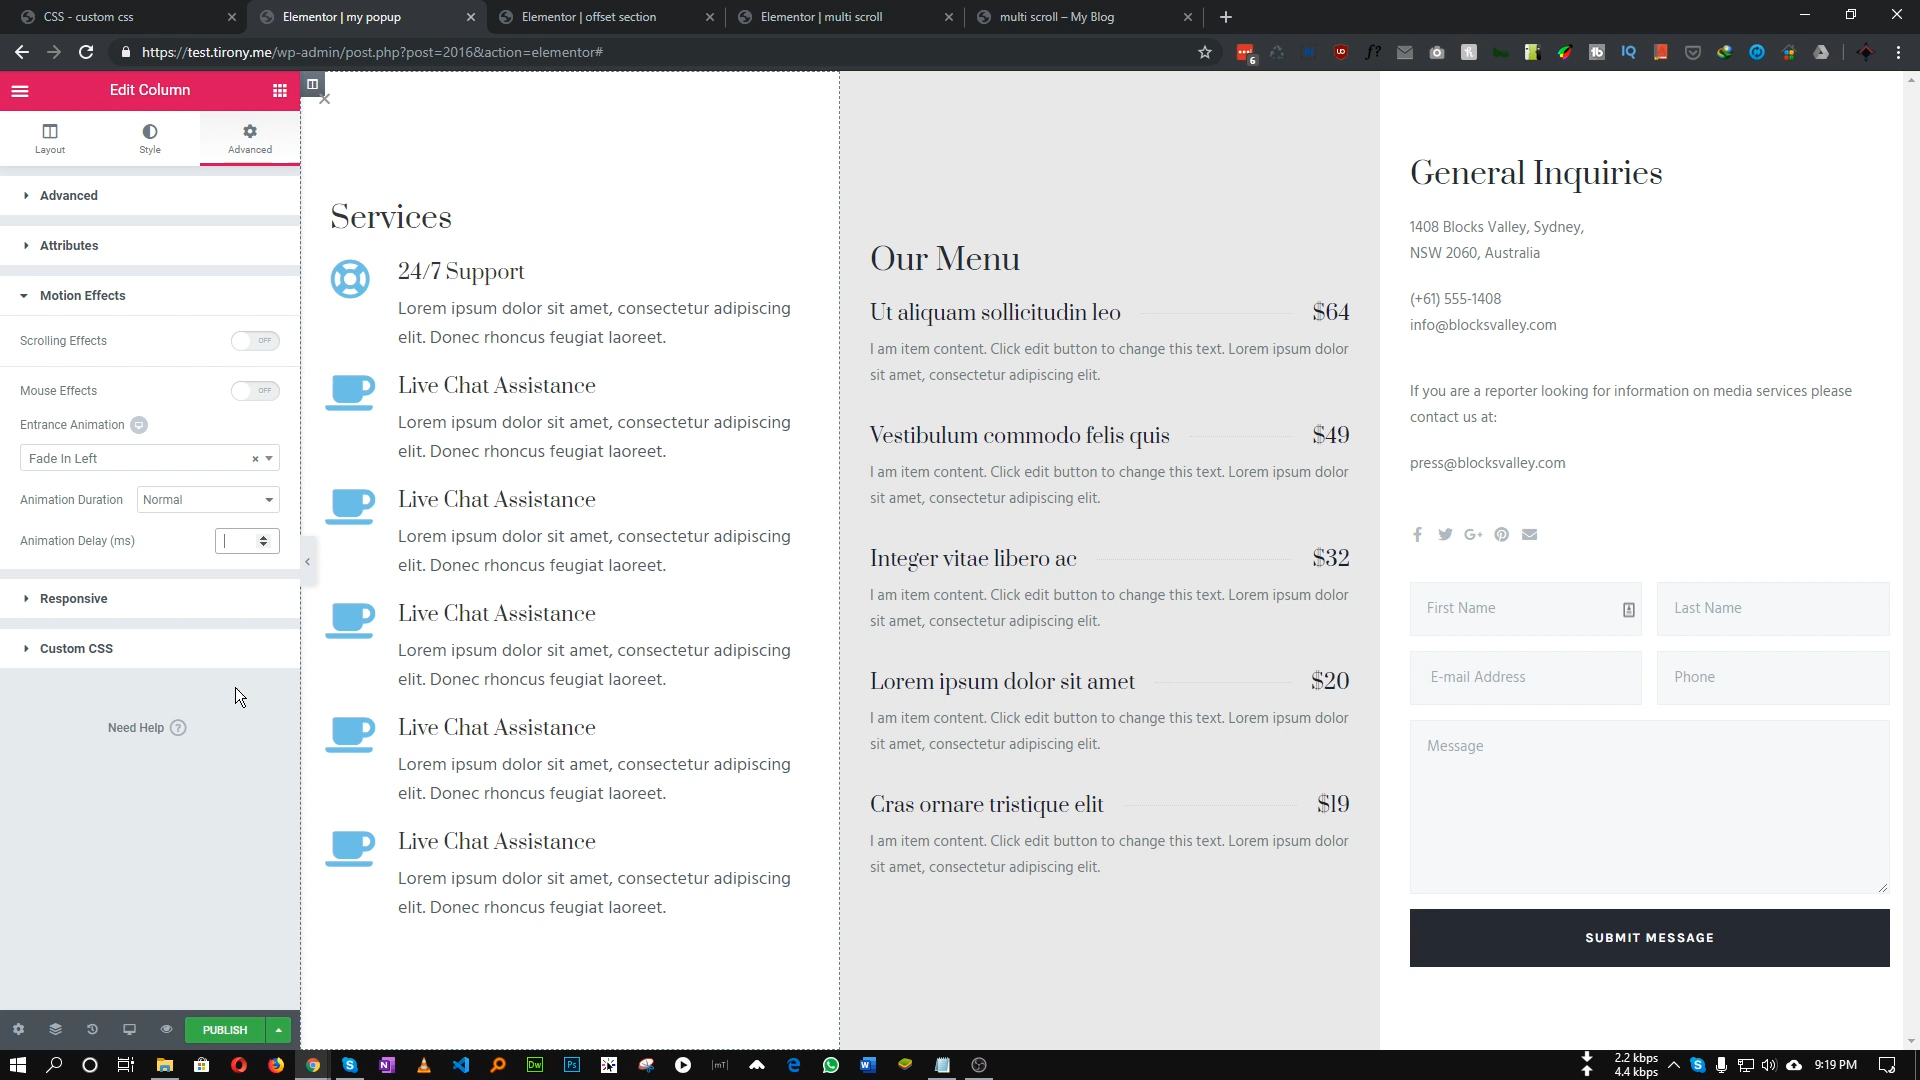 CSS - custom css
Elementor | my popup
Elementor | offset section
Elementor | multi scroll
multi scroll – My Blog
https://test.tirony.me/wp-admin/post.php?post=2016&action=elementor#
6
Edit Column
Layout
Style
Advanced
Advanced
Attributes
Motion Effects
Scrolling Effects
OFF
Mouse Effects
OFF
Entrance Animation
Fade In Left
Animation Duration
Normal
Animation Delay (ms)
Responsive
Custom CSS
Need Help
PUBLISH
Services
24/7 Support
Lorem ipsum dolor sit amet, consectetur adipiscing
elit. Donec rhoncus feugiat laoreet.
Live Chat Assistance
Lorem ipsum dolor sit amet, consectetur adipiscing
elit. Donec rhoncus feugiat laoreet.
Live Chat Assistance
Lorem ipsum dolor sit amet, consectetur adipiscing
elit. Donec rhoncus feugiat laoreet.
Live Chat Assistance
Lorem ipsum dolor sit amet, consectetur adipiscing
elit. Donec rhoncus feugiat laoreet.
Live Chat Assistance
Lorem ipsum dolor sit amet, consectetur adipiscing
elit. Donec rhoncus feugiat laoreet.
Live Chat Assistance
Lorem ipsum dolor sit amet, consectetur adipiscing
elit. Donec rhoncus feugiat laoreet.
Our Menu
Ut aliquam sollicitudin leo $64
I am item content. Click edit button to change this text. Lorem ipsum dolor
sit amet, consectetur adipiscing elit.
Vestibulum commodo felis quis $49
I am item content. Click edit button to change this text. Lorem ipsum dolor
sit amet, consectetur adipiscing elit.
Integer vitae libero ac $32
I am item content. Click edit button to change this text. Lorem ipsum dolor
sit amet, consectetur adipiscing elit.
Lorem ipsum dolor sit amet $20
I am item content. Click edit button to change this text. Lorem ipsum dolor
sit amet, consectetur adipiscing elit.
Cras ornare tristique elit $19
I am item content. Click edit button to change this text. Lorem ipsum dolor
sit amet, consectetur adipiscing elit.
General Inquiries
1408 Blocks Valley, Sydney,
NSW 2060, Australia
(+61) 555-1408
info@blocksvalley.com
If you are a reporter looking for information on media services please
contact us at:
press@blocksvalley.com
First Name
Last Name
E-mail Address
Phone
Message
SUBMIT MESSAGE
2.2 kbps
4.4 kbps
9:19 PM